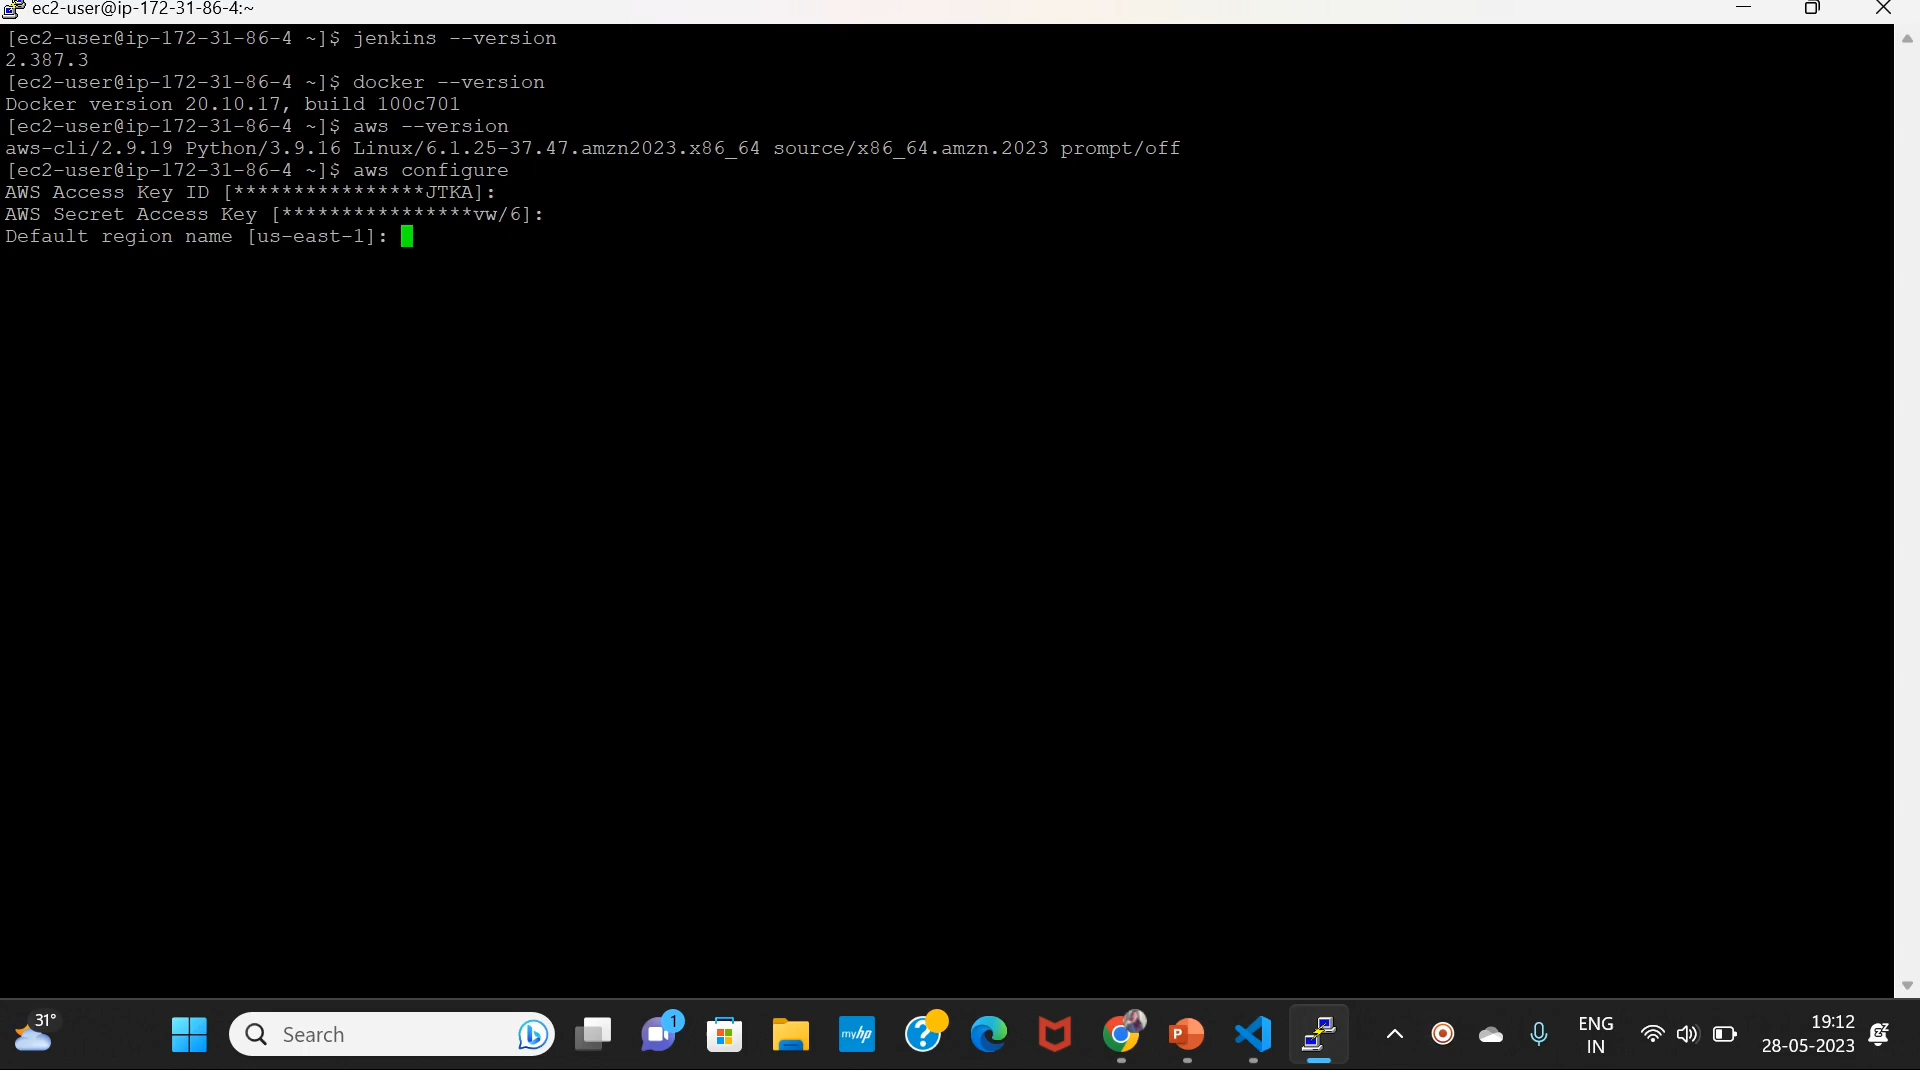 ec2-user@ip-172-31-86-4:~
[ec2-user@ip-172-31-86-4 ~]$ jenkins --version
2.387.3
[ec2-user@ip-172-31-86-4 ~]$ docker --version
Docker version 20.10.17, build 100c701
[ec2-user@ip-172-31-86-4 ~]$ aws --version
aws-cli/2.9.19 Python/3.9.16 Linux/6.1.25-37.47.amzn2023.x86_64 source/x86_64.amzn.2023 prompt/off
[ec2-user@ip-172-31-86-4 ~]$ aws configure
AWS Access Key ID [****************JTKA]:
AWS Secret Access Key [****************vw/6]:
Default region name [us-east-1]:
31°
Search
1
myhp
P
ENG
IN
19:12
28-05-2023